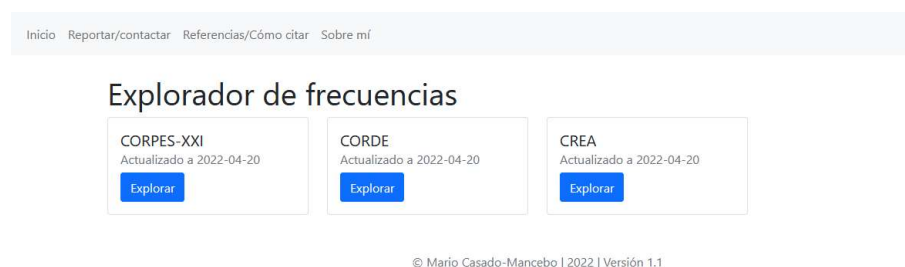 Inicio Reportar/contactar Referencias/Cómo citar Sobre mí
Explorador de frecuencias
CORPES-XXI
Actualizado a 2022-04-20
Explorar
CORDE
Actualizado a 2022-04-20
Explorar
CREA
Actualizado a 2022-04-20
Explorar
© Mario Casado-Mancebo | 2022 | Versión 1.1